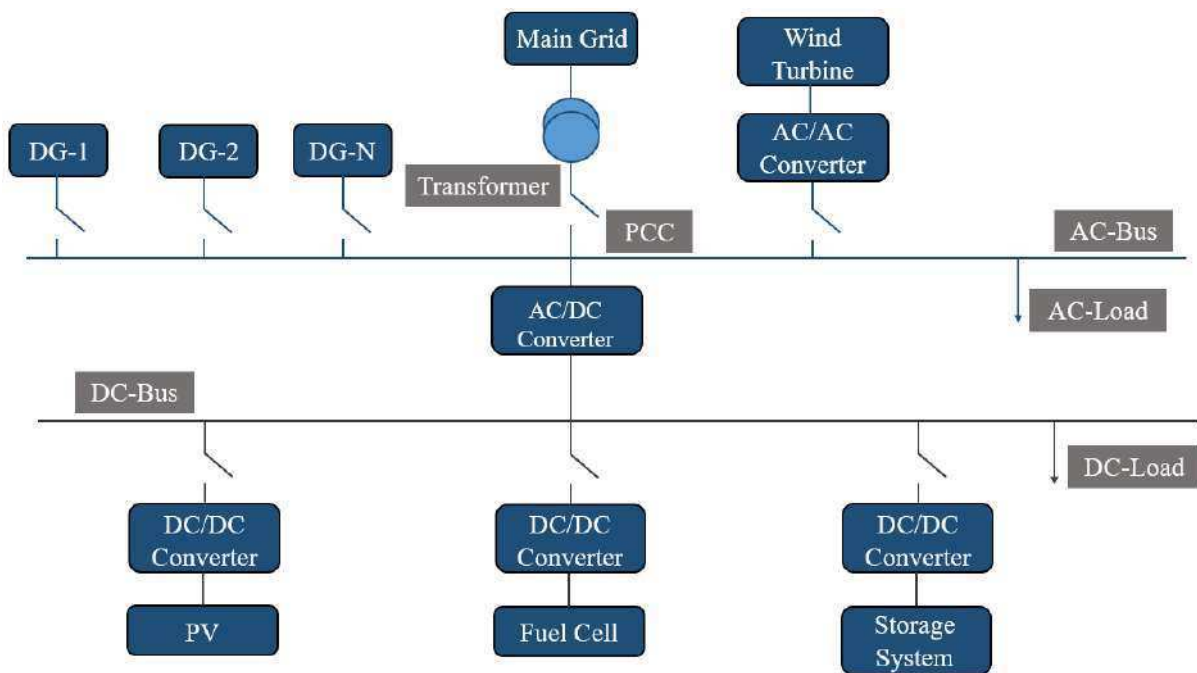 Main Grid
Wind
Turbine
DG-1
DG-2
DG-N
AC/AC
Converter
Transformer
PCC
AC-Bus
AC/DC
Converter
AC-Load
DC-Bus
DC-Load
DC/DC
Converter
DC/DC
Converter
DC/DC
Converter
PV
Fuel Cell
Storage
System